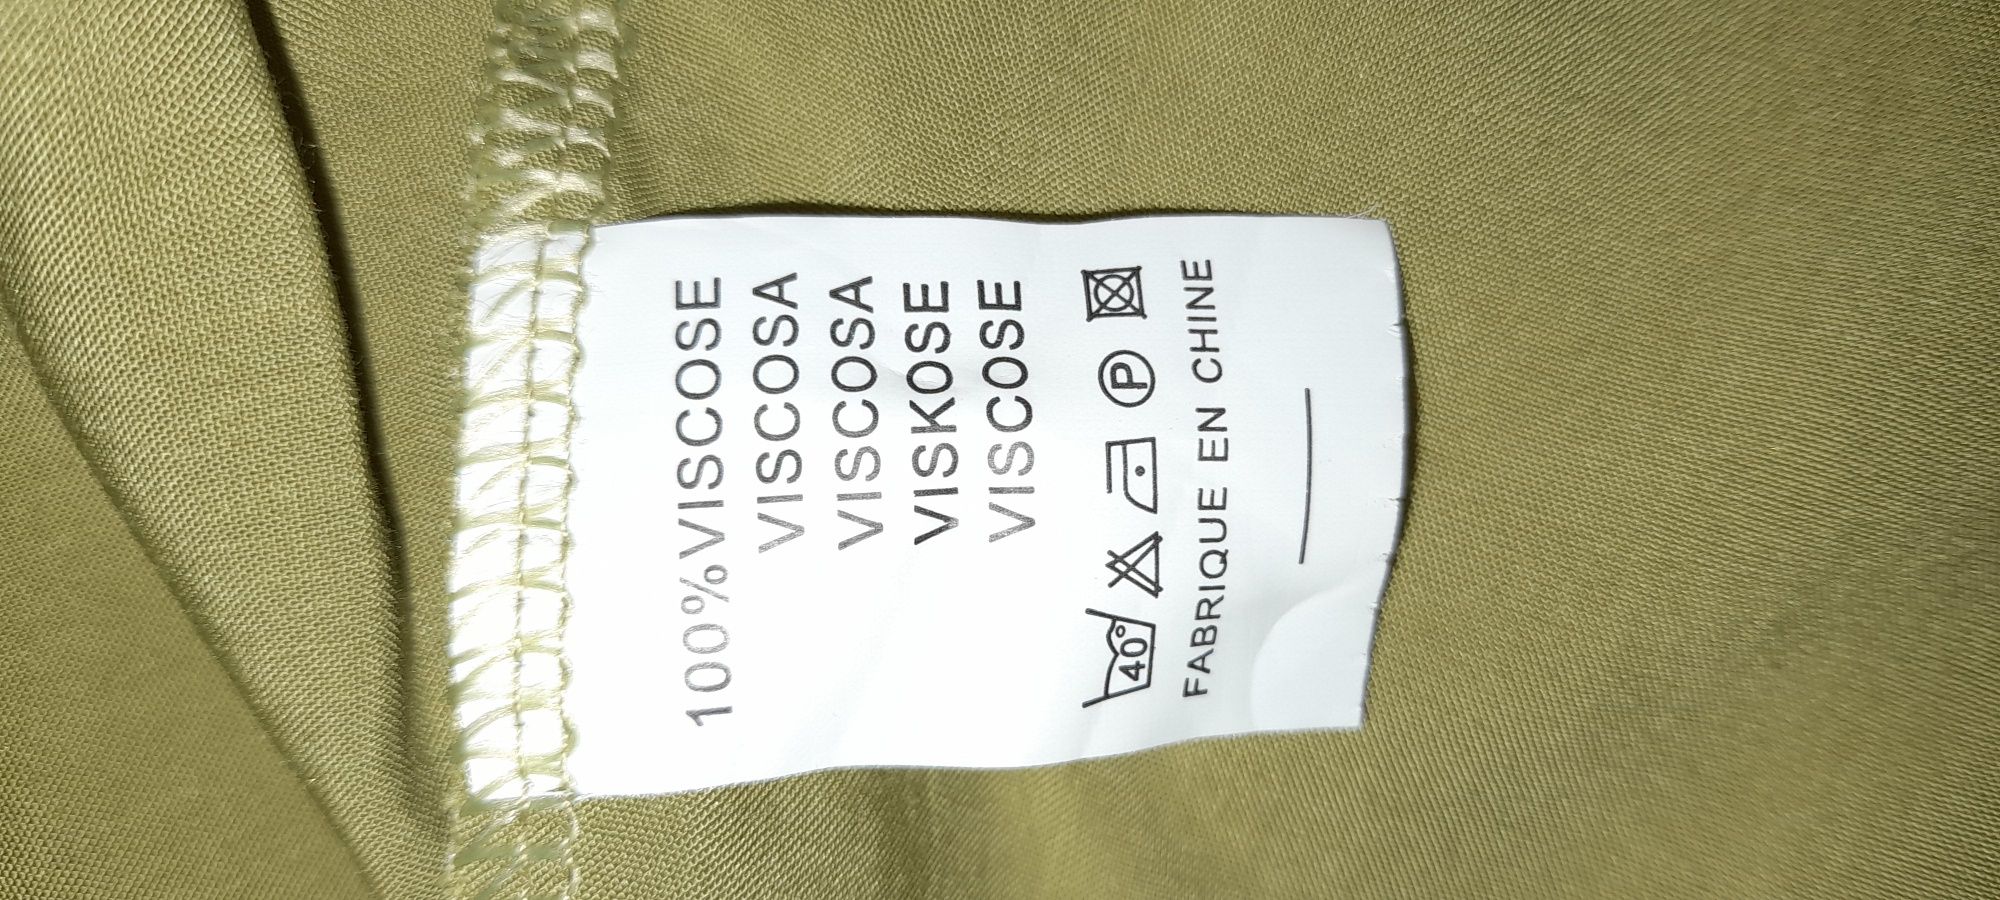 100%VISCOSE
VISCOSA
VISCOSA
VISKOSE
VISCOSE
40° P
FABRIQUE EN CHINE